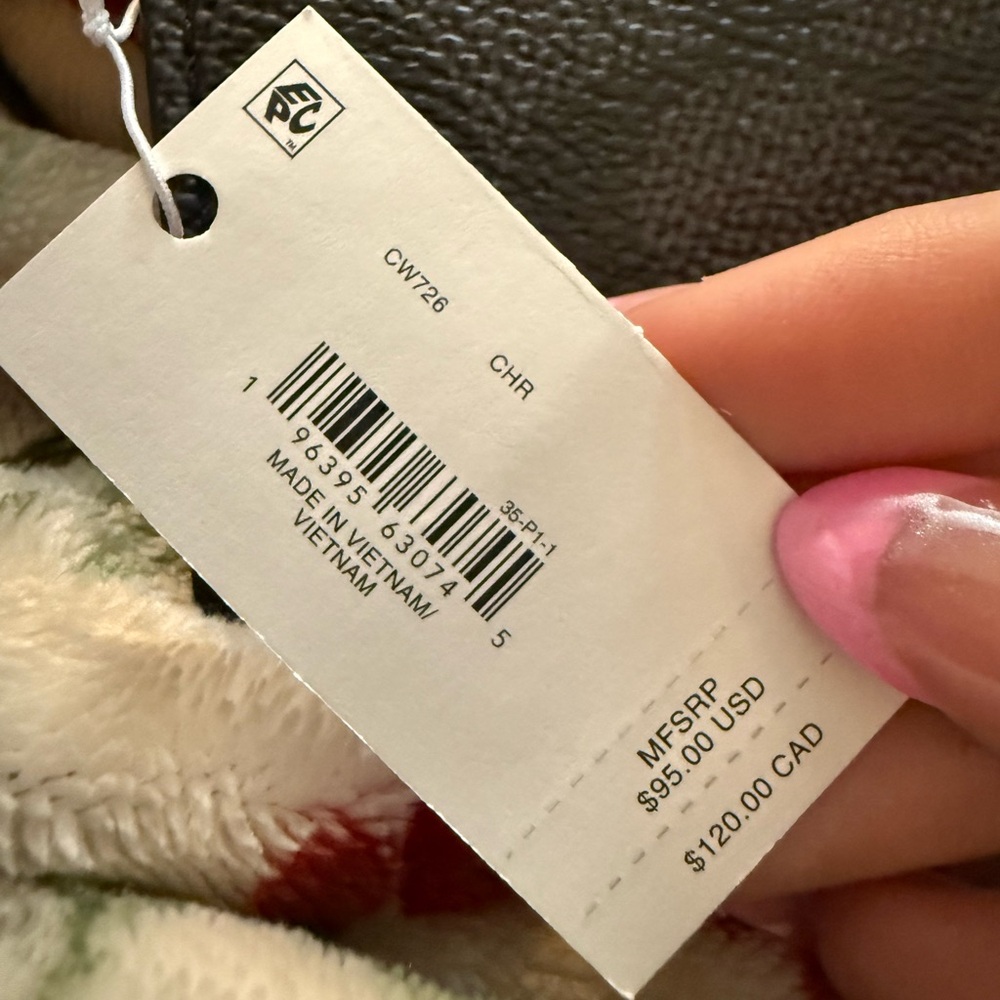 EPC
TM
CW726
CHR
35-P1-1
1 96395 63074 5
MADE IN VIETNAM/
VIETNAM
MFSRP
$95.00 USD
$120.00 CAD